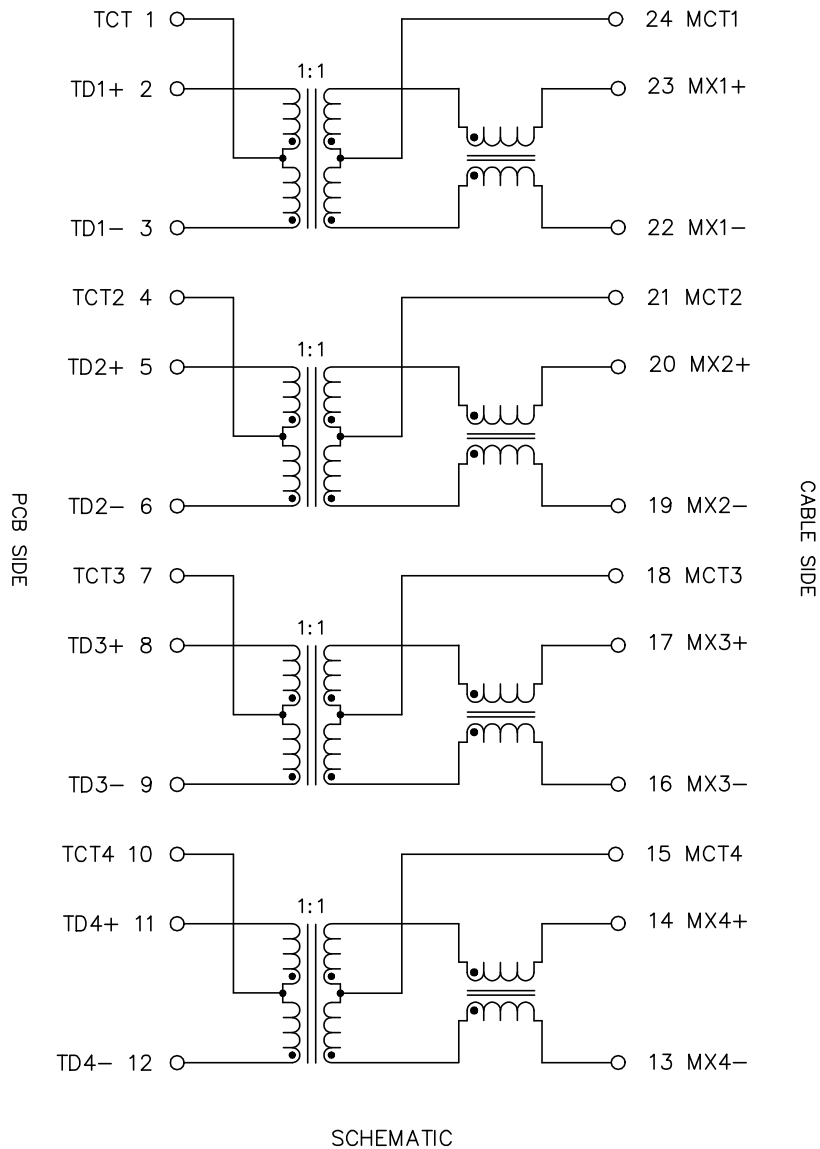 TCT 1 24 MCT1
1:1
TD1+ 2 23 MX1+
TD1− 3 22 MX1−
TCT2 4 21 MCT2
1:1
TD2+ 5 20 MX2+
TD2− 6 19 MX2−
PCB SIDE
CABLE SIDE
TCT3 7 18 MCT3
1:1
TD3+ 8 17 MX3+
TD3− 9 16 MX3−
TCT4 10 15 MCT4
1:1
TD4+ 11 14 MX4+
TD4− 12 13 MX4−
SCHEMATIC